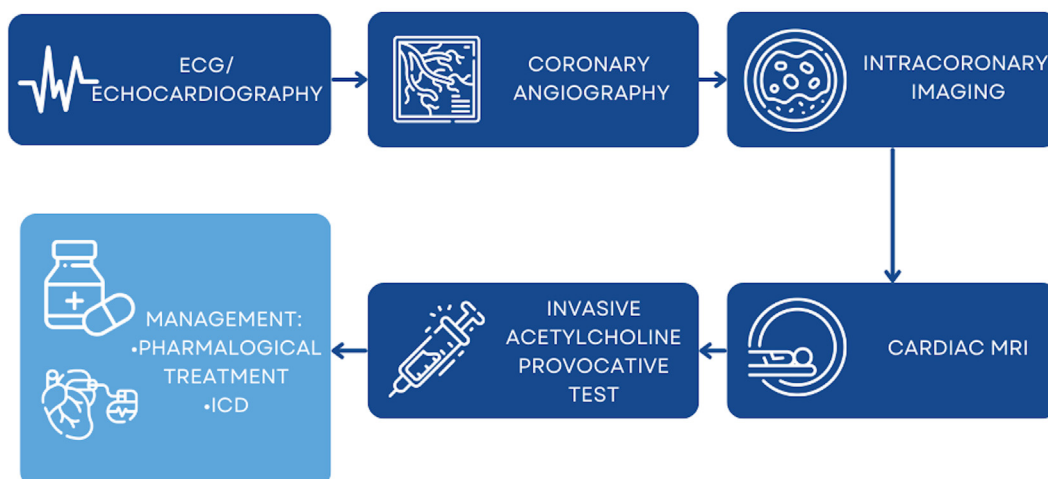 ECG/
ECHOCARDIOGRAPHY
CORONARY
ANGIOGRAPHY
INTRACORONARY
IMAGING
CARDIAC MRI
INVASIVE
ACETYLCHOLINE
PROVOCATIVE
TEST
MANAGEMENT:
•PHARMALOGICAL
TREATMENT
•ICD